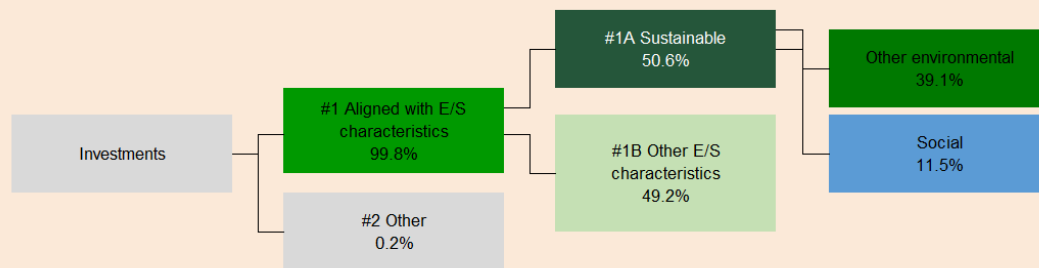 Investments
#1 Aligned with E/S
characteristics
99.8%
#2 Other
0.2%
#1A Sustainable
50.6%
#1B Other E/S
characteristics
49.2%
Other environmental
39.1%
Social
11.5%